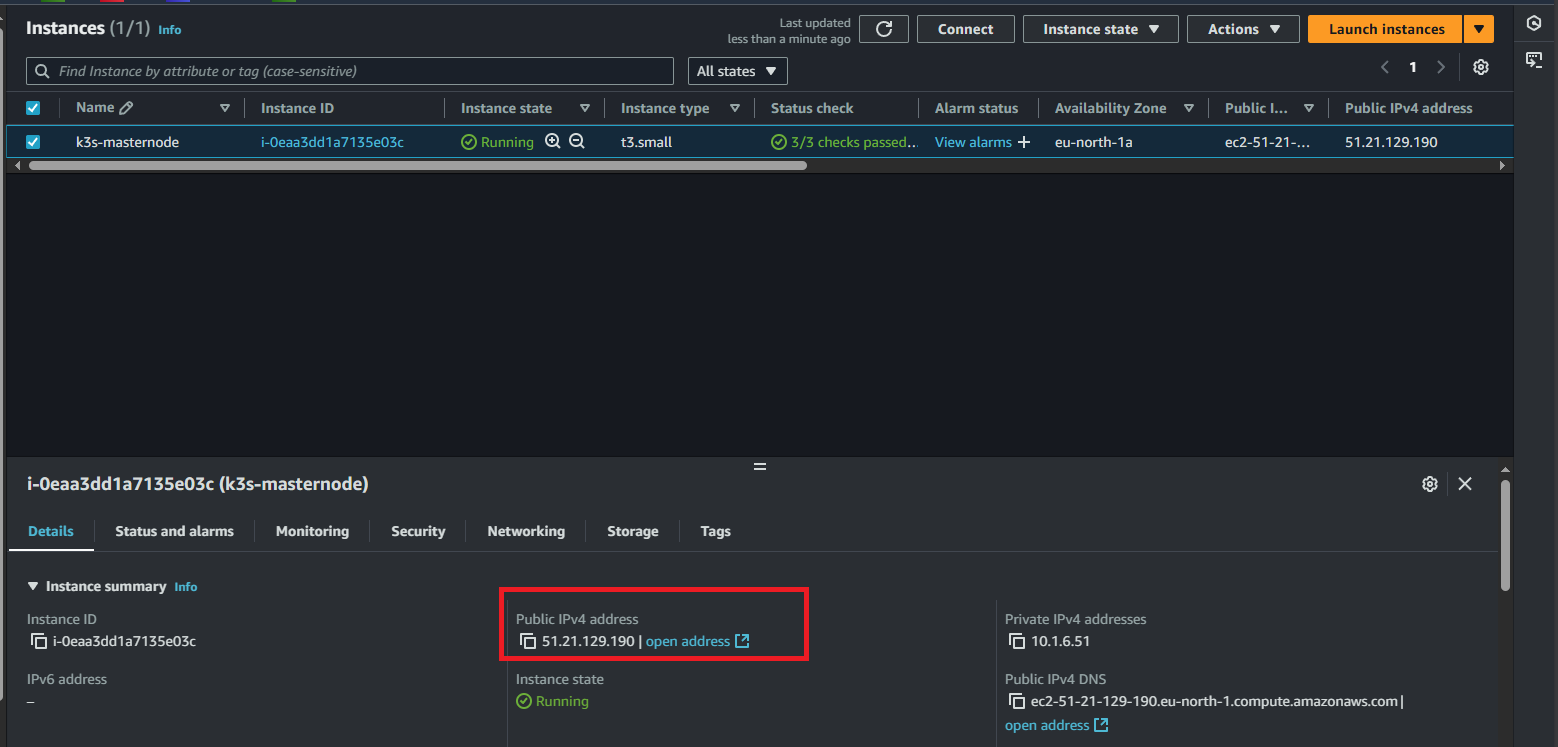 Instances (1/1) Info
Last updated
less than a minute ago
Connect
Instance state
Actions
Launch instances
Find Instance by attribute or tag (case-sensitive)
All states
1
Name Instance ID Instance state Instance type Status check Alarm status Availability Zone Public I... Public IPv4 address
k3s-masternode i-0eaa3dd1a7135e03c Running t3.small 3/3 checks passed... View alarms + eu-north-1a ec2-51-21-... 51.21.129.190
i-0eaa3dd1a7135e03c (k3s-masternode)
Details Status and alarms Monitoring Security Networking Storage Tags
Instance summary Info
Instance ID
i-0eaa3dd1a7135e03c
Public IPv4 address
51.21.129.190 | open address
Private IPv4 addresses
10.1.6.51
IPv6 address
–
Instance state
Running
Public IPv4 DNS
ec2-51-21-129-190.eu-north-1.compute.amazonaws.com |
open address